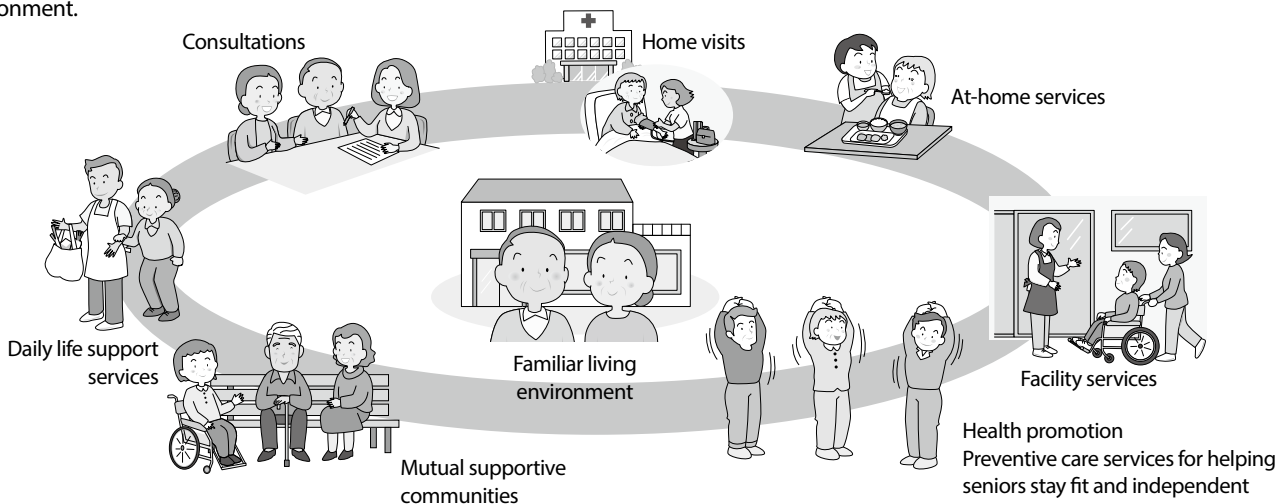 onment.
Consultations
Home visits
At-home services
Daily life support
services
Familiar living
environment
Facility services
Mutual supportive
communities
Health promotion
Preventive care services for helping
seniors stay fit and independent